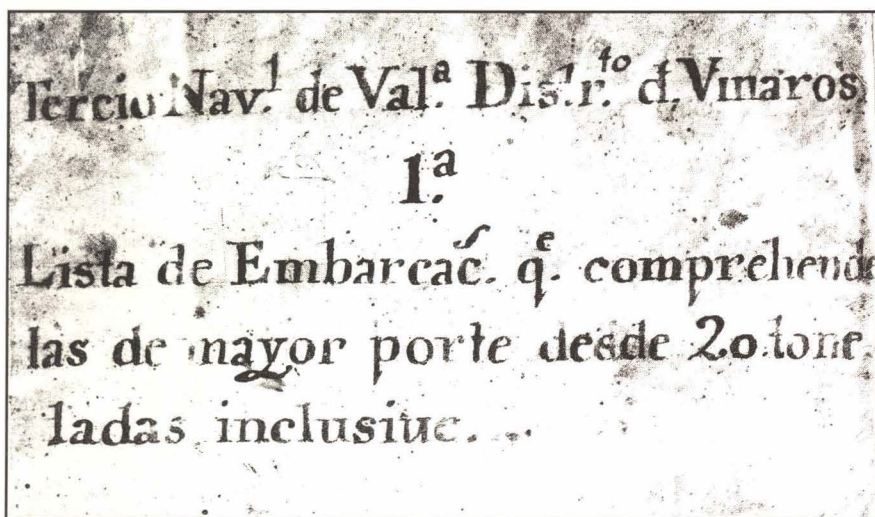 Tercio Nav.l de Val.a Distr.to d. Vinaros
1.a
Lista de Embarcac.s q.e comprehende
las de mayor porte desde 20.tone.
ladas inclusiue.